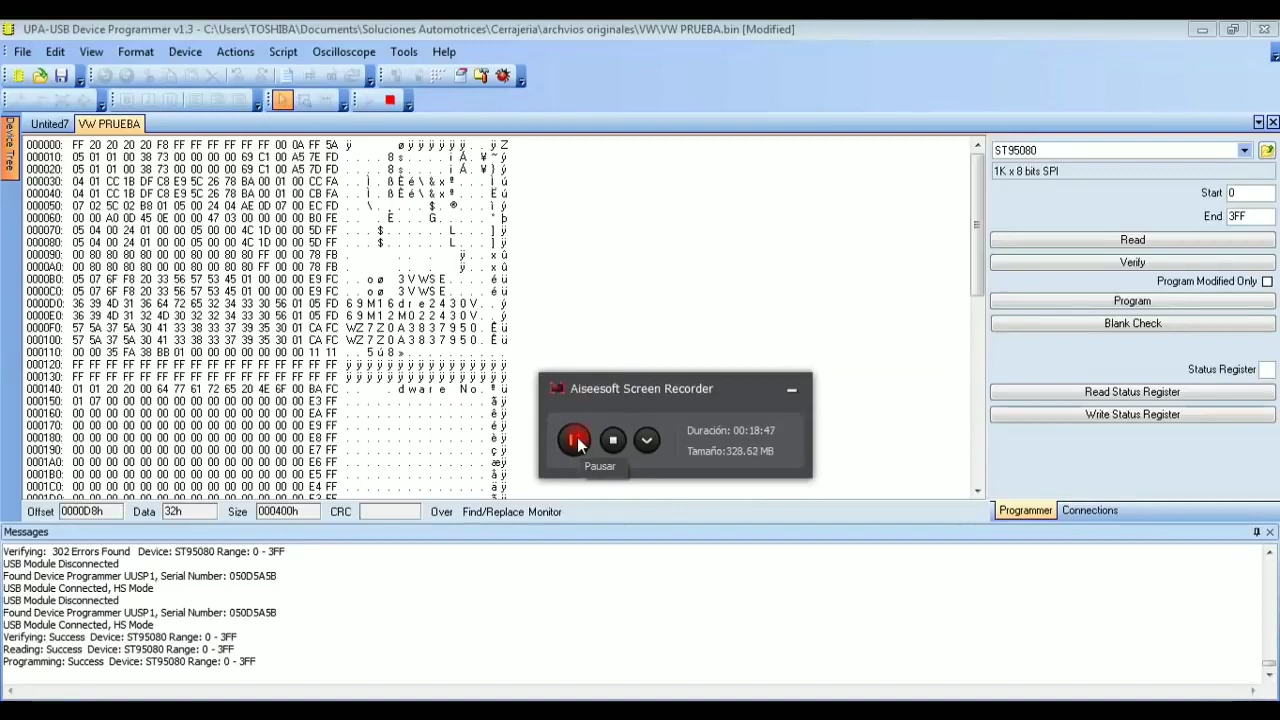 UPA-USB Device Programmer v1.3 - C:\Users\TOSHIBA\Documents\Soluciones Automotrices\Cerrajeria\archvios originales\VW\VW PRUEBA.bin [Modified]
File Edit View Format Device Actions Script Oscilloscope Tools Help
Untited7 VW PRUEBA
Device Tree
000000: FF 20 20 20 20 F8 FF FF FF FF FF FF 00 0A FF 5A
000010: 05 01 01 00 38 73 00 00 00 00 69 C1 00 A5 7E FD
000020: 05 01 01 00 38 73 00 00 00 00 69 C1 00 A5 7D FD
000030: 04 01 CC 1B DF C8 E9 5C 26 78 BA 00 01 00 CC FA
000040: 04 01 CC 1B DF C8 E9 5C 26 78 BA 00 01 00 CB FA
000050: 07 02 5C 02 B8 01 05 00 24 04 AE 0D 07 00 EC FD
000060: 00 00 A0 0D 45 0E 00 00 47 03 00 00 00 00 B0 FE
000070: 05 04 00 24 01 00 00 05 00 00 4C 1D 00 00 5D FF
000080: 05 04 00 24 01 00 00 05 00 00 4C 1D 00 00 5D FF
000090: 00 80 80 80 80 80 80 80 80 80 80 FF 00 00 78 FB
0000A0: 00 80 80 80 80 80 80 80 80 80 80 FF 00 00 78 FB
0000B0: 05 07 6F F8 20 33 56 57 53 45 01 00 00 00 E9 FC
0000C0: 05 07 6F F8 20 33 56 57 53 45 01 00 00 00 E9 FC
0000D0: 36 39 4D 31 36 64 72 65 32 34 33 30 56 01 05 FD
0000E0: 36 39 4D 31 32 4D 30 32 32 34 33 30 56 01 05 FD
0000F0: 57 5A 37 5A 30 41 33 38 33 37 39 35 30 01 CA FC
000100: 57 5A 37 5A 30 41 33 38 33 37 39 35 30 01 CA FC
000110: 00 00 35 FA 38 BB 01 00 00 00 00 00 00 00 11 11
000120: FF FF FF FF FF FF FF FF FF FF FF FF FF FF FF FF
000130: FF FF FF FF FF FF FF FF FF FF FF FF FF FF FF FF
000140: 01 01 20 20 00 64 77 61 72 65 20 4E 6F 00 BA FC
000150: 01 07 00 00 00 00 00 00 00 00 00 00 00 00 E3 FF
000160: 00 00 00 00 00 00 00 00 00 00 00 00 00 00 EA FF
000170: 00 00 00 00 00 00 00 00 00 00 00 00 00 00 E9 FF
000180: 00 00 00 00 00 00 00 00 00 00 00 00 00 00 E8 FF
000190: 00 00 00 00 00 00 00 00 00 00 00 00 00 00 E7 FF
0001A0: 00 00 00 00 00 00 00 00 00 00 00 00 00 00 E6 FF
0001B0: 00 00 00 00 00 00 00 00 00 00 00 00 00 00 E5 FF
0001C0: 00 00 00 00 00 00 00 00 00 00 00 00 00 00 E4 FF
ST95080
1K x 8 bits SPI
Start 0
End 3FF
Read
Verify
Program Modified Only
Program
Blank Check
Status Register
Read Status Register
Write Status Register
Programmer Connections
Aiseesoft Screen Recorder
Duración: 00:18:47
Tamaño:328.62 MB
Pausar
Offset 0000D8h Data 32h Size 000400h CRC Over Find/Replace Monitor
Messages
Verifying: 302 Errors Found Device: ST95080 Range: 0 - 3FF
USB Module Disconnected
Found Device Programmer UUSP1, Serial Number: 050D5A5B
USB Module Connected, HS Mode
USB Module Disconnected
Found Device Programmer UUSP1, Serial Number: 050D5A5B
USB Module Connected, HS Mode
Verifying: Success Device: ST95080 Range: 0 - 3FF
Reading: Success Device: ST95080 Range: 0 - 3FF
Programming: Success Device: ST95080 Range: 0 - 3FF